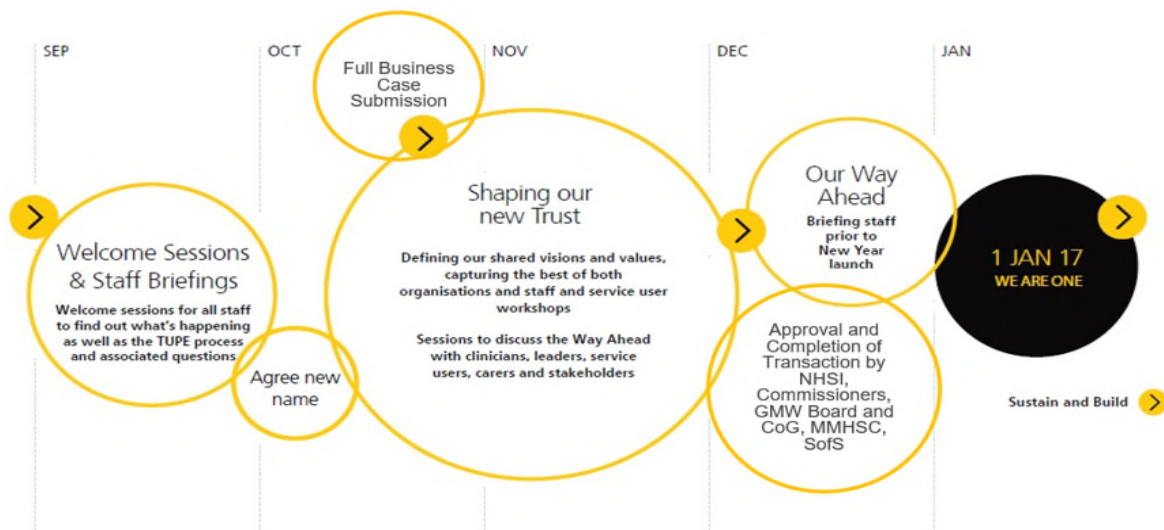 SEP
OCT
NOV
DEC
JAN
Full Business
Case
Submission
Welcome Sessions
& Staff Briefings
Welcome sessions for all staff
to find out what's happening
as well as the TUPE process
and associated questions
Agree new
name
Shaping our
new Trust
Defining our shared visions and values,
capturing the best of both
organisations and staff and service user
workshops
Sessions to discuss the Way Ahead
with clinicians, leaders, service
users, carers and stakeholders
Our Way
Ahead
Briefing staff
prior to
New Year
launch
Approval and
Completion of
Transaction by
NHSI,
Commissioners,
GMW Board and
CoG, MMHSC,
SofS
1 JAN 17
WE ARE ONE
Sustain and Build